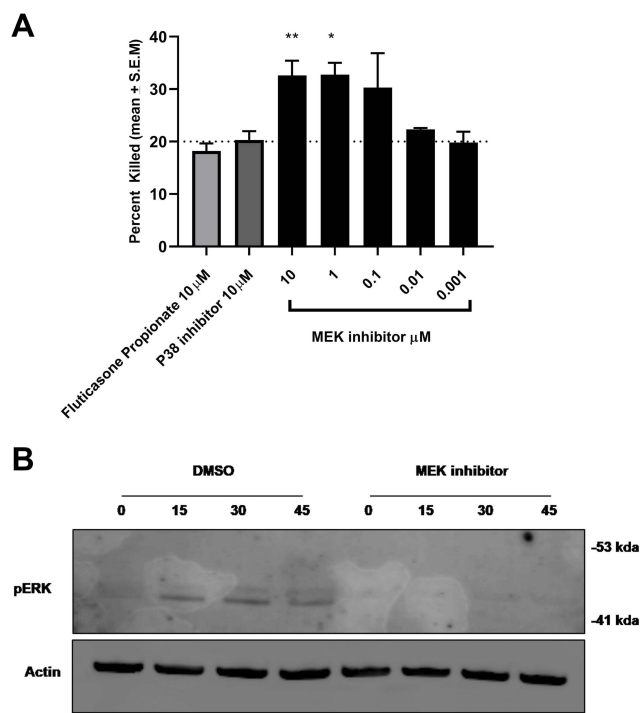 A
Percent Killed (mean ± S.E.M)
40
30
20
10
0
** *
Fluticasone Propionate 10 μM
P38 inhibitor 10μM
10
1
0.1
0.01
0.001
MEK inhibitor μM
B
DMSO MEK inhibitor
0 15 30 45 0 15 30 45
-53 kda
pERK
-41 kda
Actin